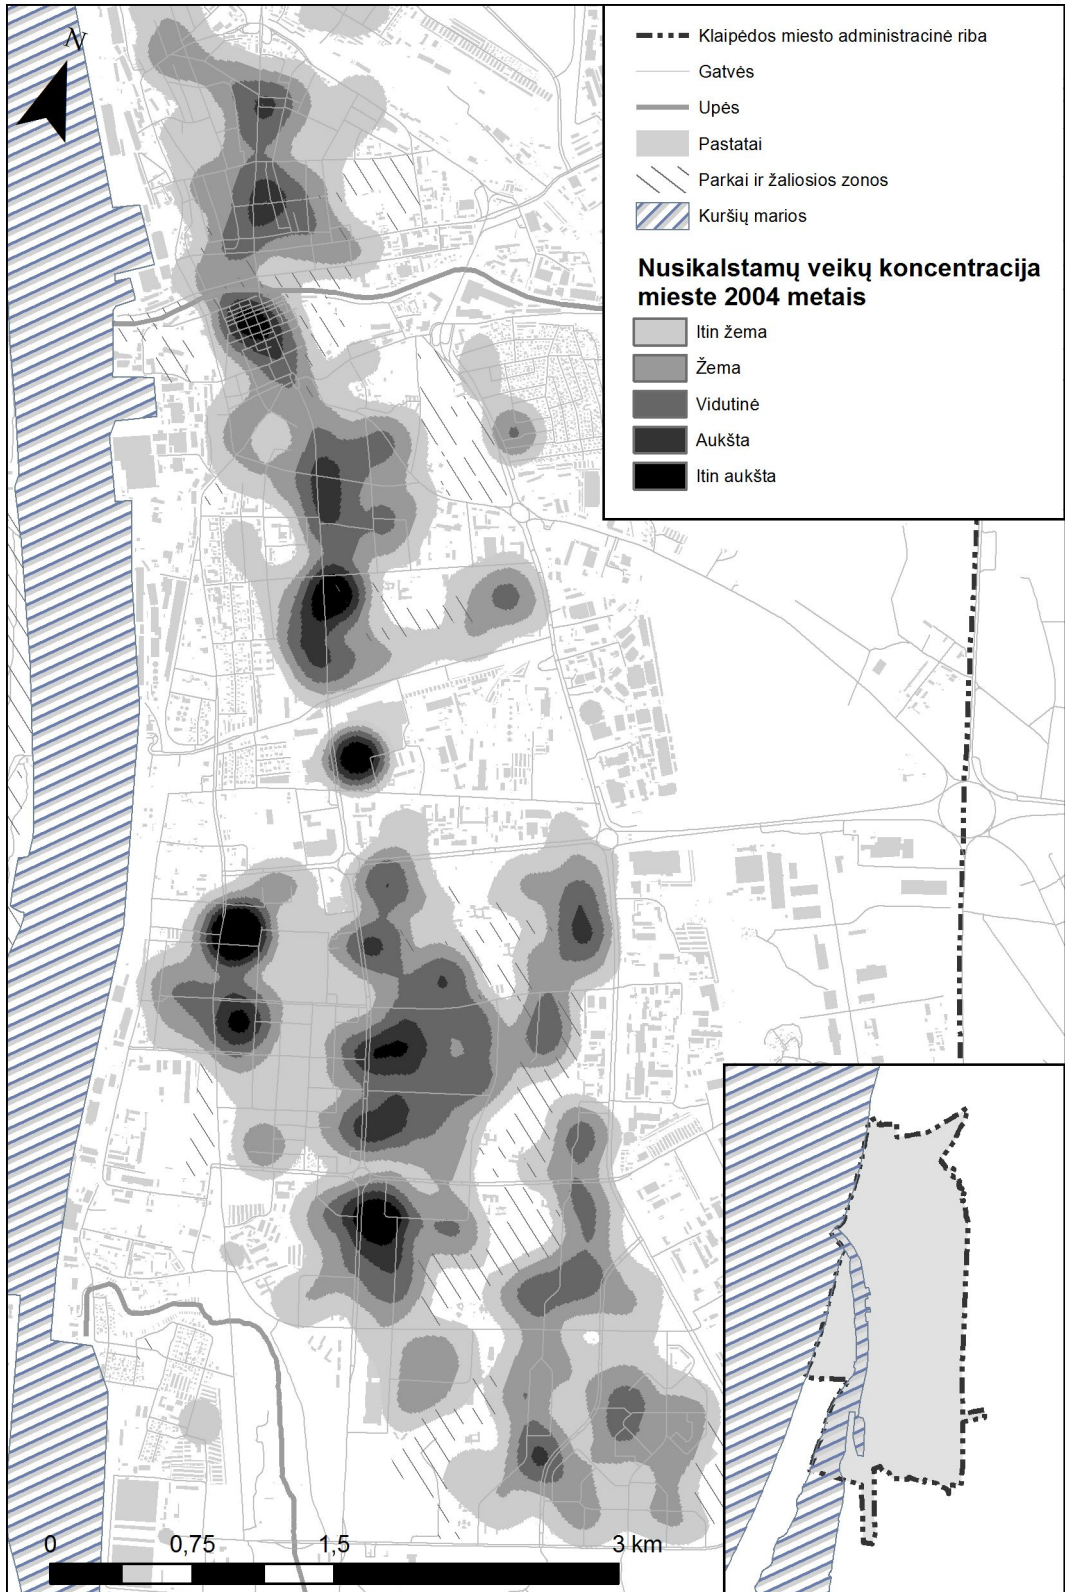 N
Klaipėdos miesto administracinė riba
Gatvės
Upės
Pastatai
Parkai ir žaliosios zonos
Kuršių marios
Nusikalstamų veikų koncentracija
mieste 2004 metais
Itin žema
Žema
Vidutinė
Aukšta
Itin aukšta
0 0,75 1,5 3 km